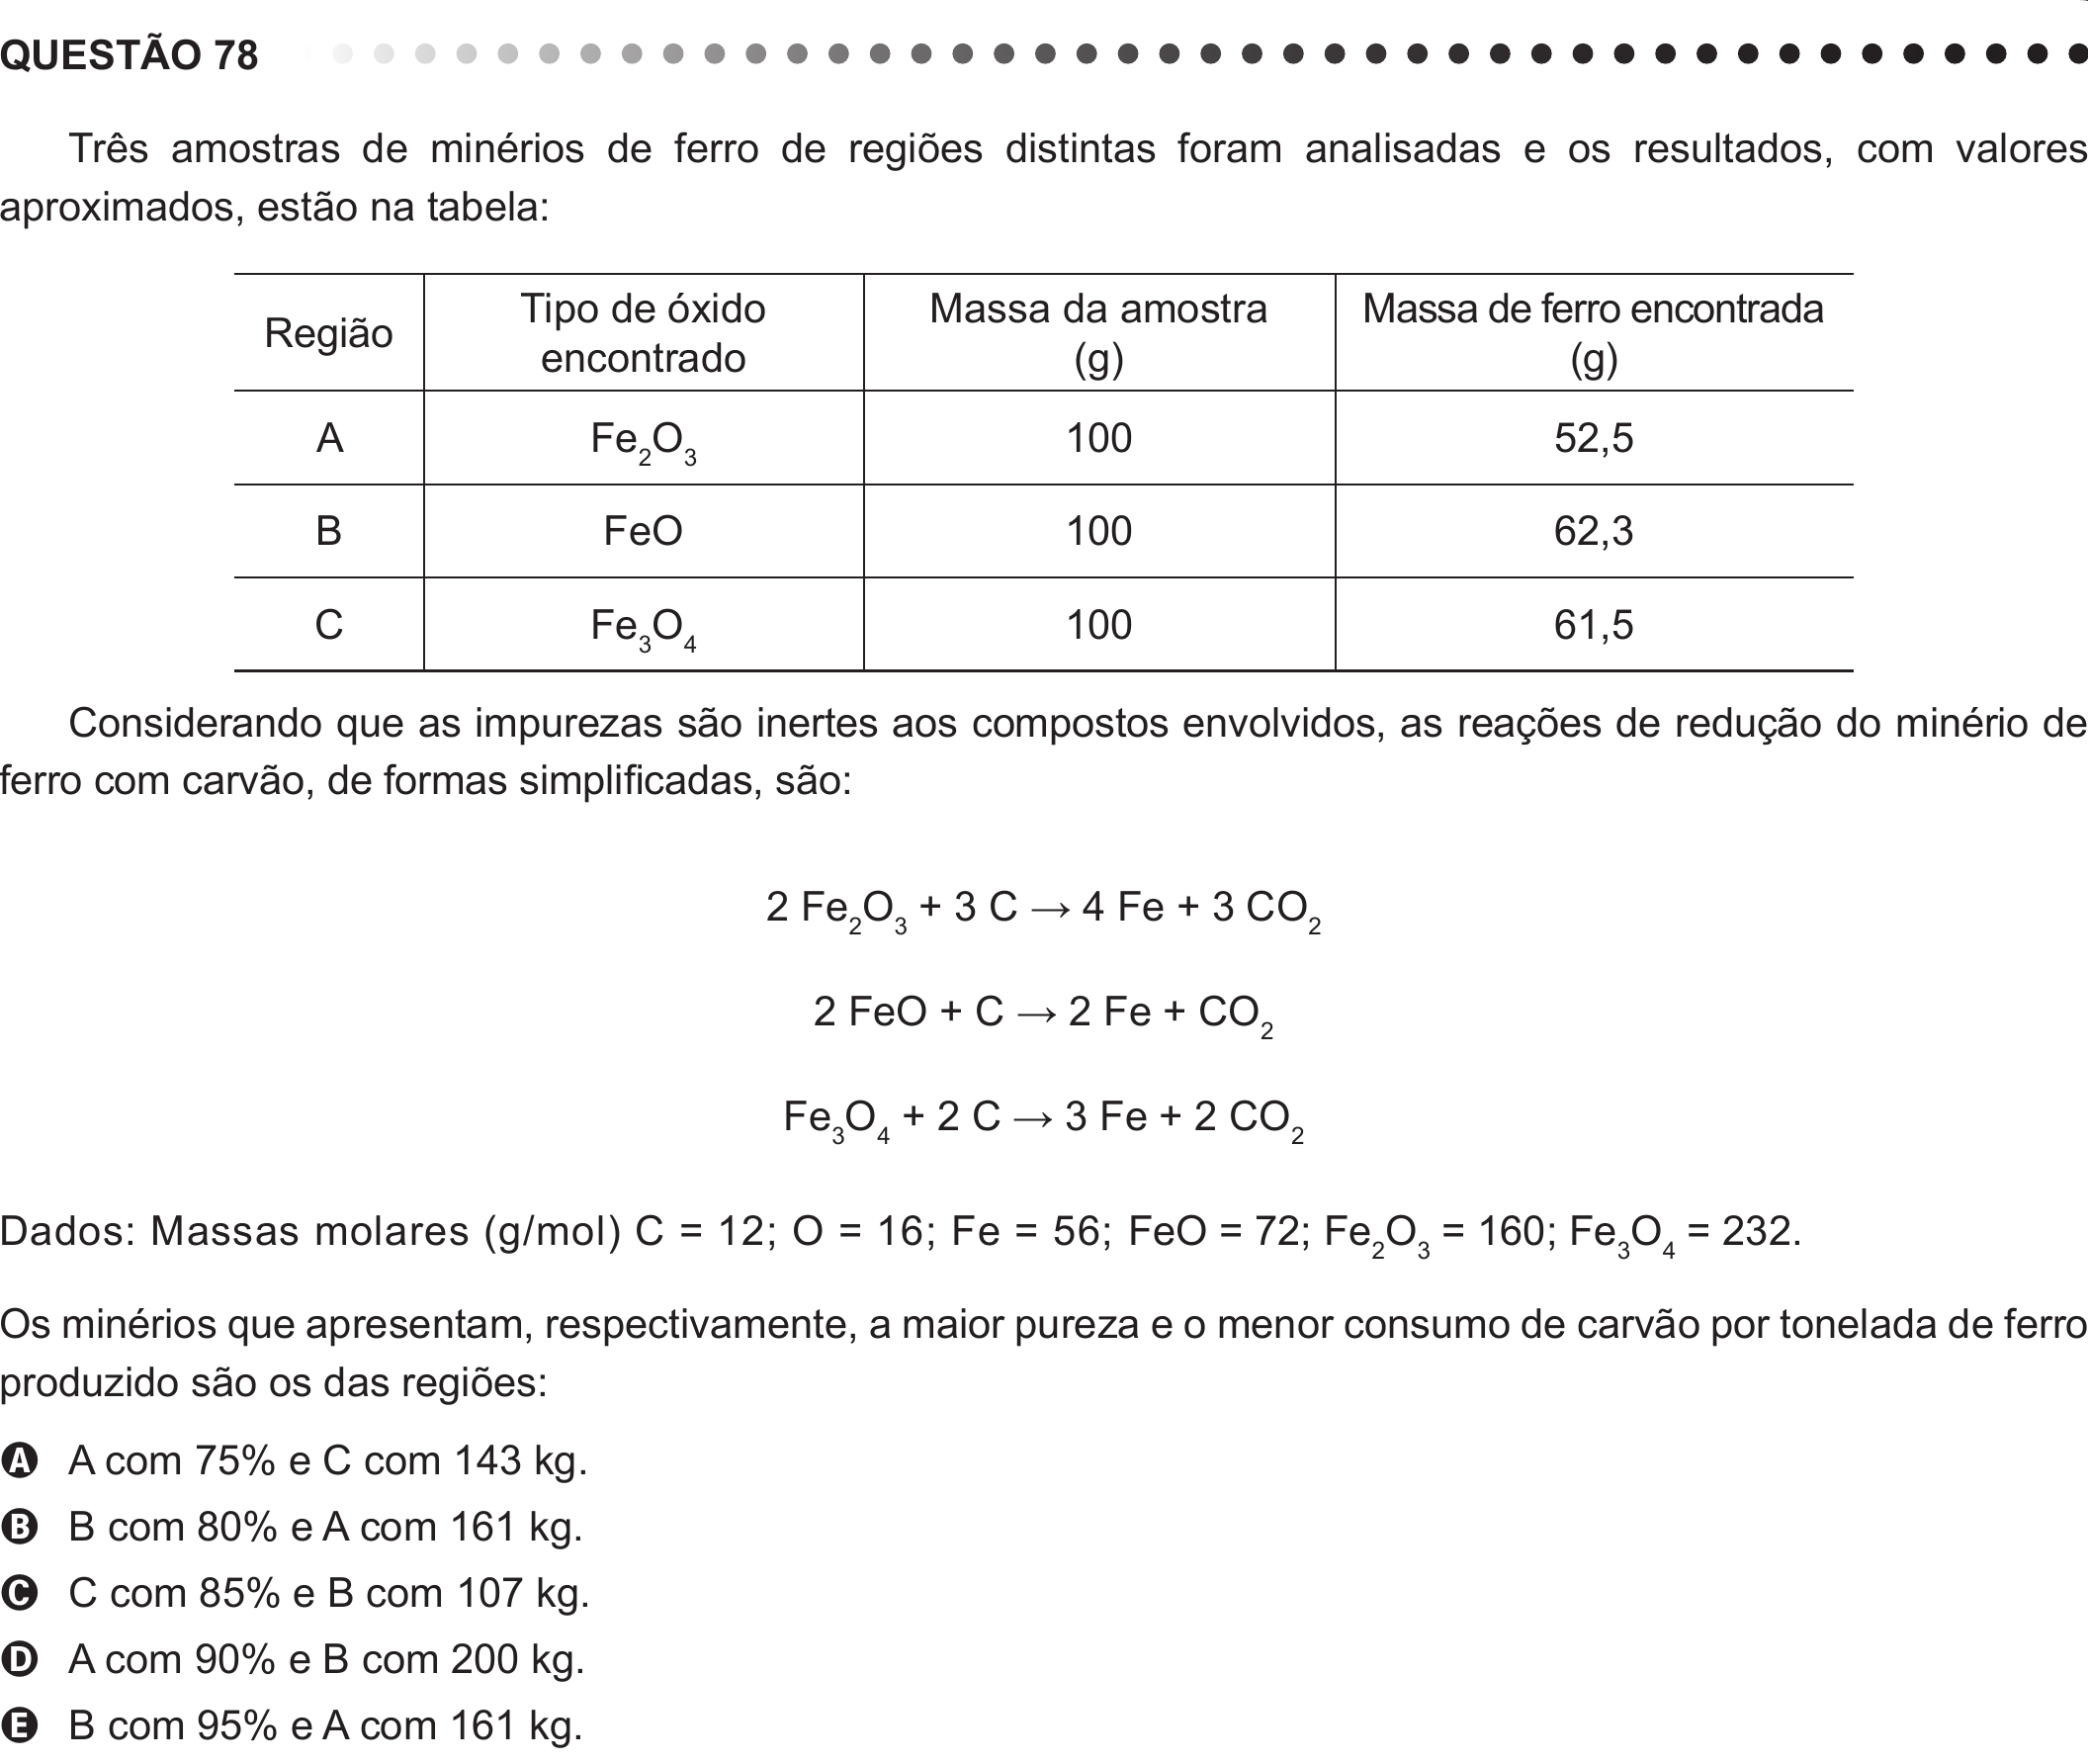 QUESTÃO 78
Três amostras de minérios de ferro de regiões distintas foram analisadas e os resultados, com valores
aproximados, estão na tabela:
Região | Tipo de óxido encontrado | Massa da amostra (g) | Massa de ferro encontrada (g)
A | Fe₂O₃ | 100 | 52,5
B | FeO | 100 | 62,3
C | Fe₃O₄ | 100 | 61,5
Considerando que as impurezas são inertes aos compostos envolvidos, as reações de redução do minério de
ferro com carvão, de formas simplificadas, são:
2 Fe₂O₃ + 3 C → 4 Fe + 3 CO₂
2 FeO + C → 2 Fe + CO₂
Fe₃O₄ + 2 C → 3 Fe + 2 CO₂
Dados: Massas molares (g/mol) C = 12; O = 16; Fe = 56; FeO = 72; Fe₂O₃ = 160; Fe₃O₄ = 232.
Os minérios que apresentam, respectivamente, a maior pureza e o menor consumo de carvão por tonelada de ferro
produzido são os das regiões:
A A com 75% e C com 143 kg.
B B com 80% e A com 161 kg.
C C com 85% e B com 107 kg.
D A com 90% e B com 200 kg.
E B com 95% e A com 161 kg.